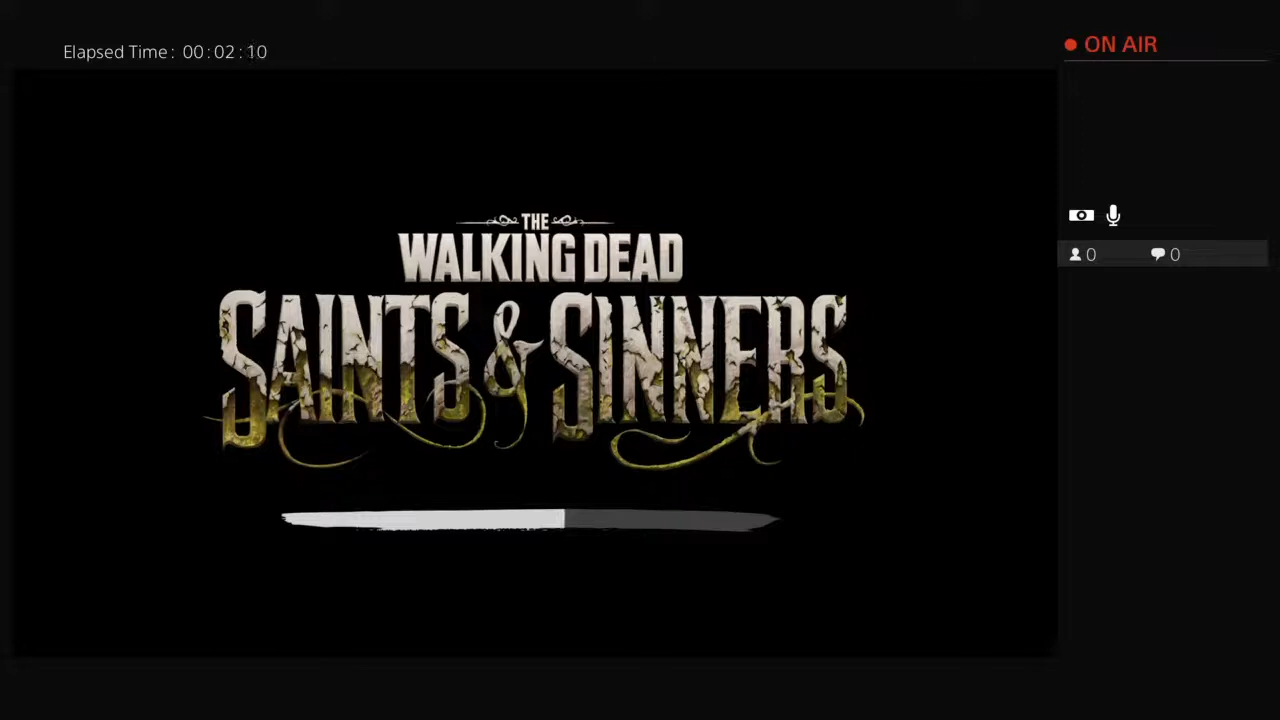 Elapsed Time: 00:02:10
ON AIR
THE
WALKING DEAD
SAINTS & SINNERS
0 0